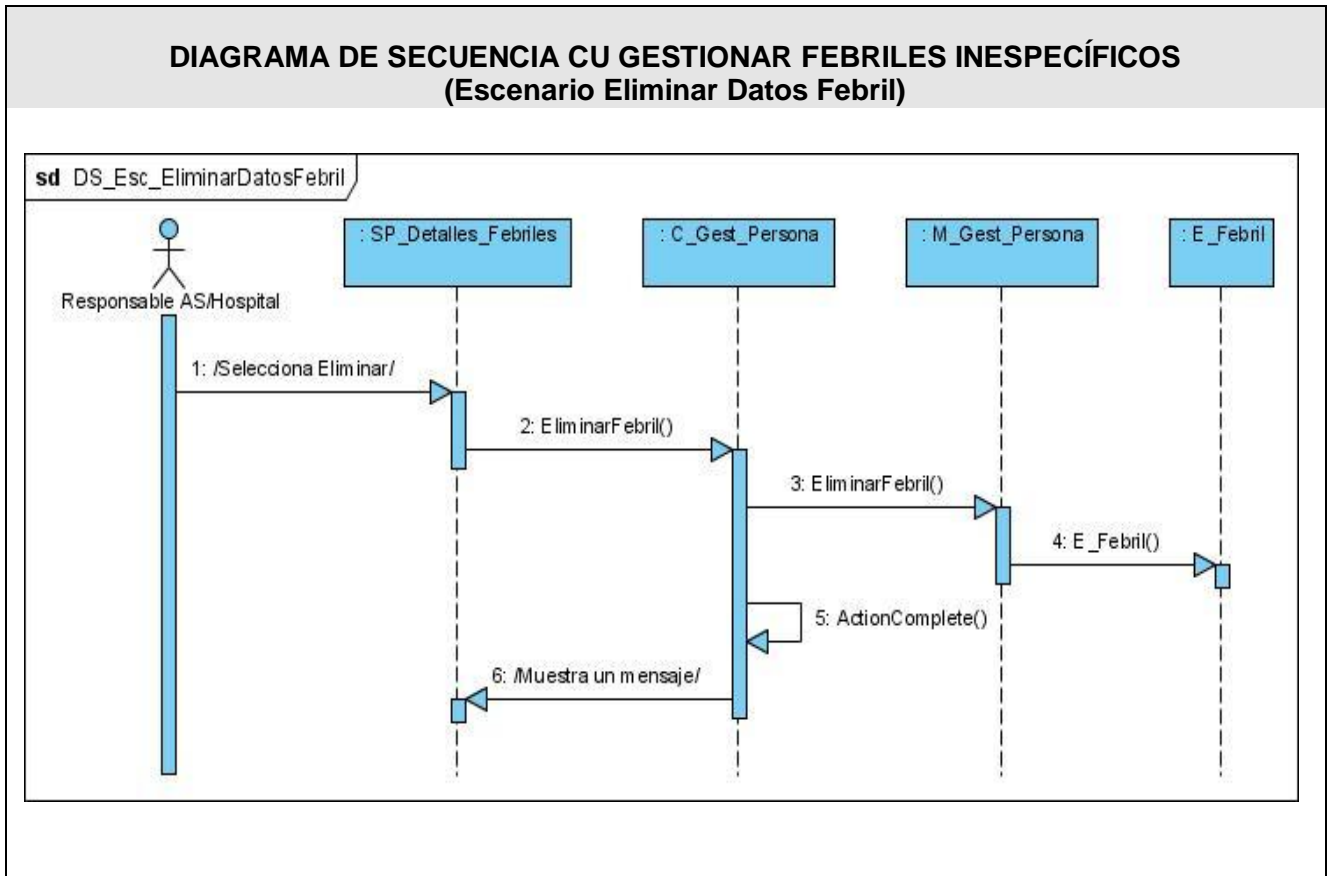 DIAGRAMA DE SECUENCIA CU GESTIONAR FEBRILES INESPECÍFICOS
(Escenario Eliminar Datos Febril)
sd DS_Esc_EliminarDatosFebril
: SP_Detalles_Febriles
: C_Gest_Persona
: M_Gest_Persona
: E_Febril
Responsable AS/Hospital
1: /Selecciona Eliminar/
2: EliminarFebril()
3: EliminarFebril()
4: E_Febril()
5: ActionComplete()
6: /Muestra un mensaje/